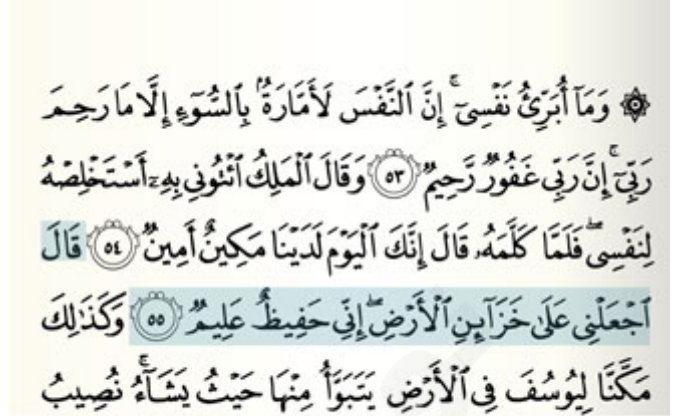 ۞ وَمَآ أُبَرِّئُ نَفْسِىٓ ۚ إِنَّ ٱلنَّفْسَ لَأَمَّارَةٌۢ بِٱلسُّوٓءِ إِلَّا مَا رَحِمَ
رَبِّىٓ ۚ إِنَّ رَبِّى غَفُورٌ رَّحِيمٌ ٥٣ وَقَالَ ٱلْمَلِكُ ٱئْتُونِى بِهِۦٓ أَسْتَخْلِصْهُ
لِنَفْسِى ۖ فَلَمَّا كَلَّمَهُۥ قَالَ إِنَّكَ ٱلْيَوْمَ لَدَيْنَا مَكِينٌ أَمِينٌ ٥٤ قَالَ
ٱجْعَلْنِى عَلَىٰ خَزَآئِنِ ٱلْأَرْضِ ۖ إِنِّى حَفِيظٌ عَلِيمٌ ٥٥ وَكَذَٰلِكَ
مَكَّنَّا لِيُوسُفَ فِى ٱلْأَرْضِ يَتَبَوَّأُ مِنْهَا حَيْثُ يَشَآءُ ۚ نُصِيبُ